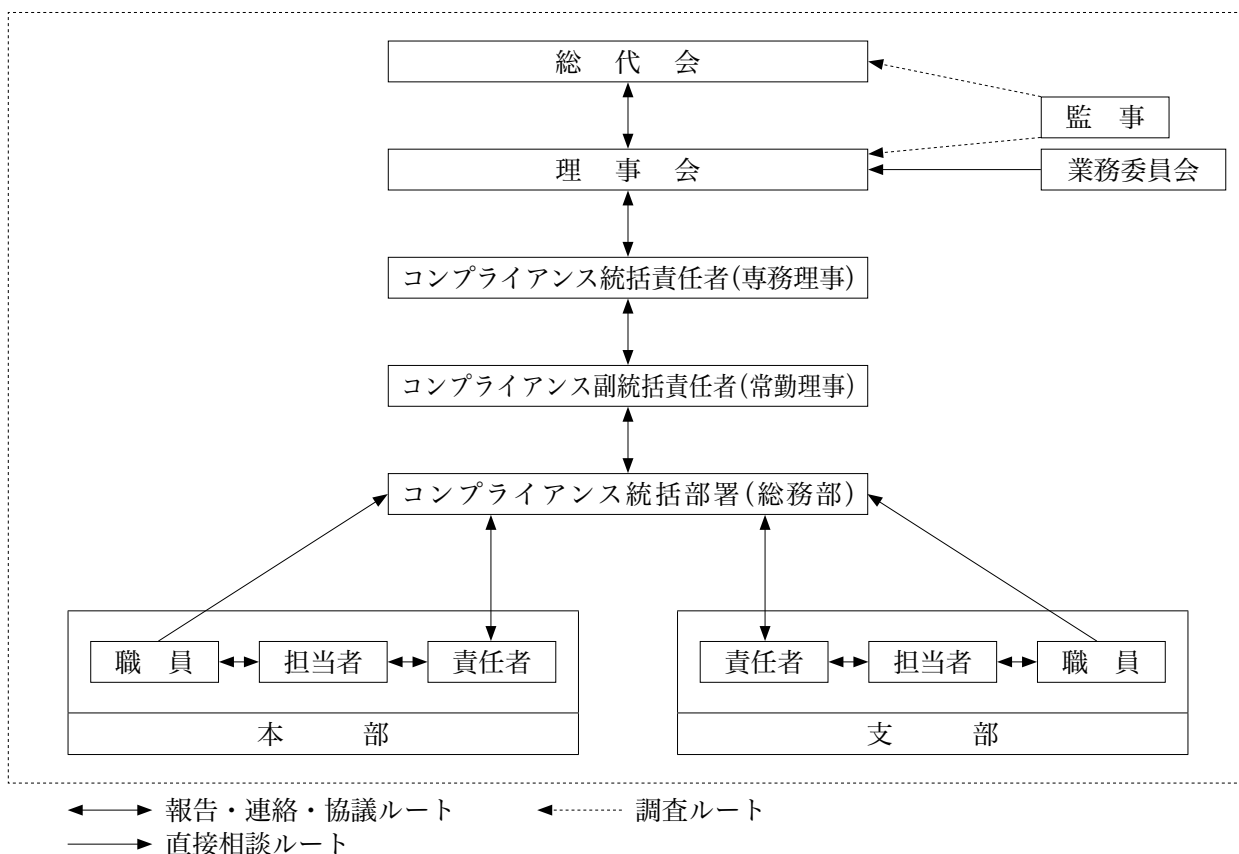 総 代 会
監 事
理 事 会
業務委員会
コンプライアンス統括責任者(専務理事)
コンプライアンス副統括責任者(常勤理事)
コンプライアンス統括部署(総務部)
職 員
担当者
責任者
責任者
担当者
職 員
本 部
支 部
報告・連絡・協議ルート
調査ルート
直接相談ルート